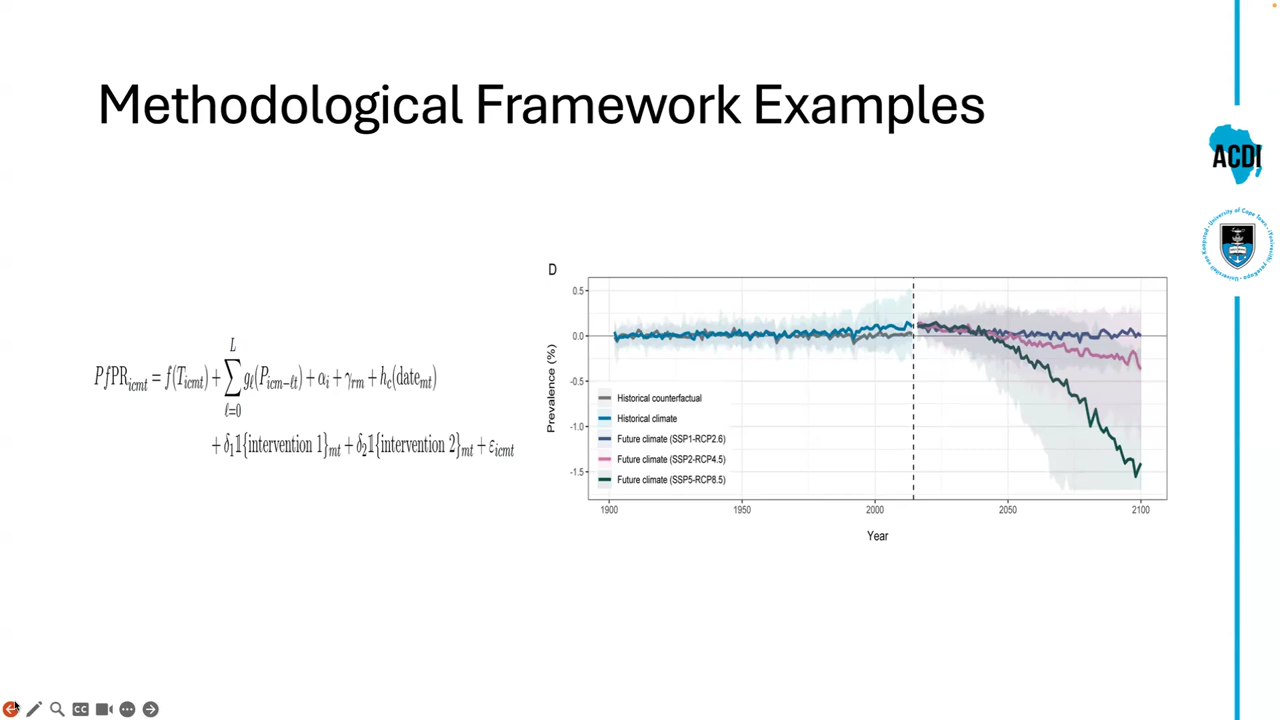 Methodological Framework Examples
ACDI
D
PfPR_icmt = f(T_icmt) + ∑_{ℓ=0}^{L} g_ℓ(P_icm−ℓt) + α_i + γ_rm + h_c(date_mt)
+ δ_1 𝟙{intervention 1}_mt + δ_2 𝟙{intervention 2}_mt + ε_icmt
Prevalence (%)
0.5
0.0
-0.5
-1.0
-1.5
Historical counterfactual
Historical climate
Future climate (SSP1-RCP2.6)
Future climate (SSP2-RCP4.5)
Future climate (SSP5-RCP8.5)
1900 1950 2000 2050 2100
Year
CC